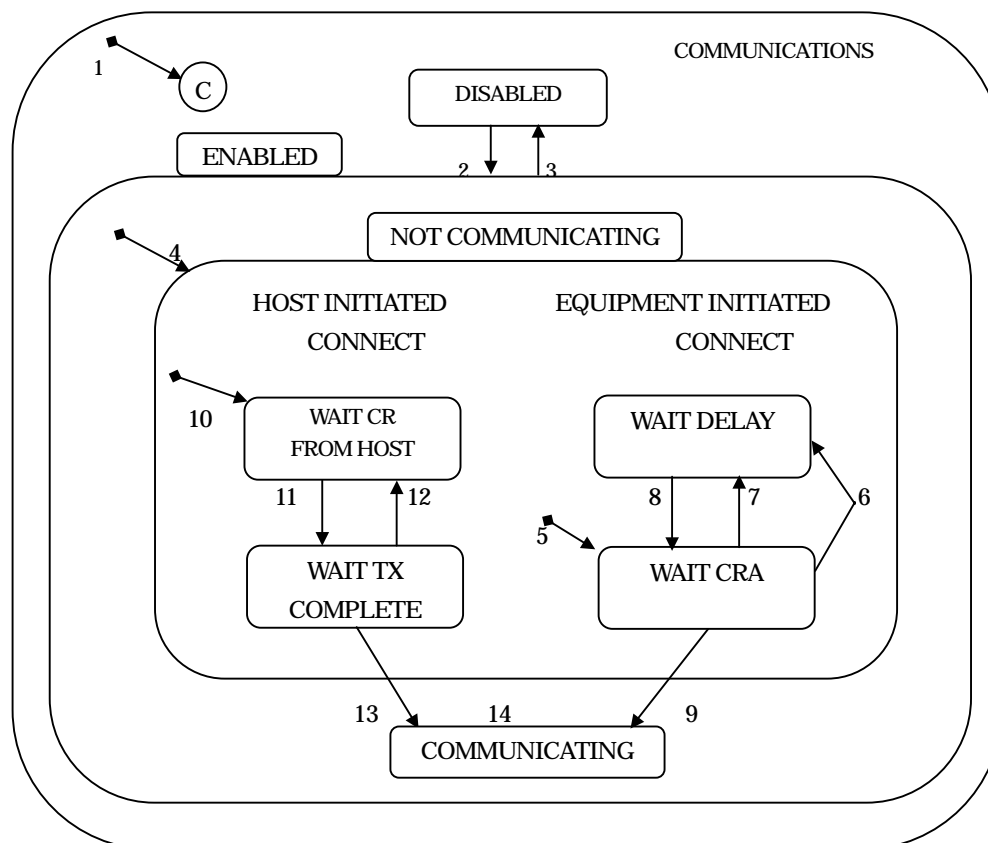 COMMUNICATIONS
1
C
DISABLED
ENABLED
2
3
NOT COMMUNICATING
4
HOST INITIATED
CONNECT
EQUIPMENT INITIATED
CONNECT
10
WAIT CR
FROM HOST
WAIT DELAY
11
12
8
7
6
5
WAIT TX
COMPLETE
WAIT CRA
13
14
9
COMMUNICATING